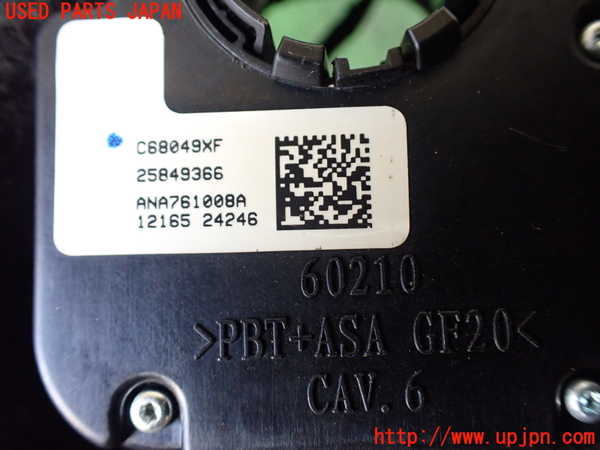 USED PARTS JAPAN
C68049XF
25849366
ANA761008A
12165 24246
60210
>PBT+ASA GF20<
CAV.6
http://www.upjpn.com/